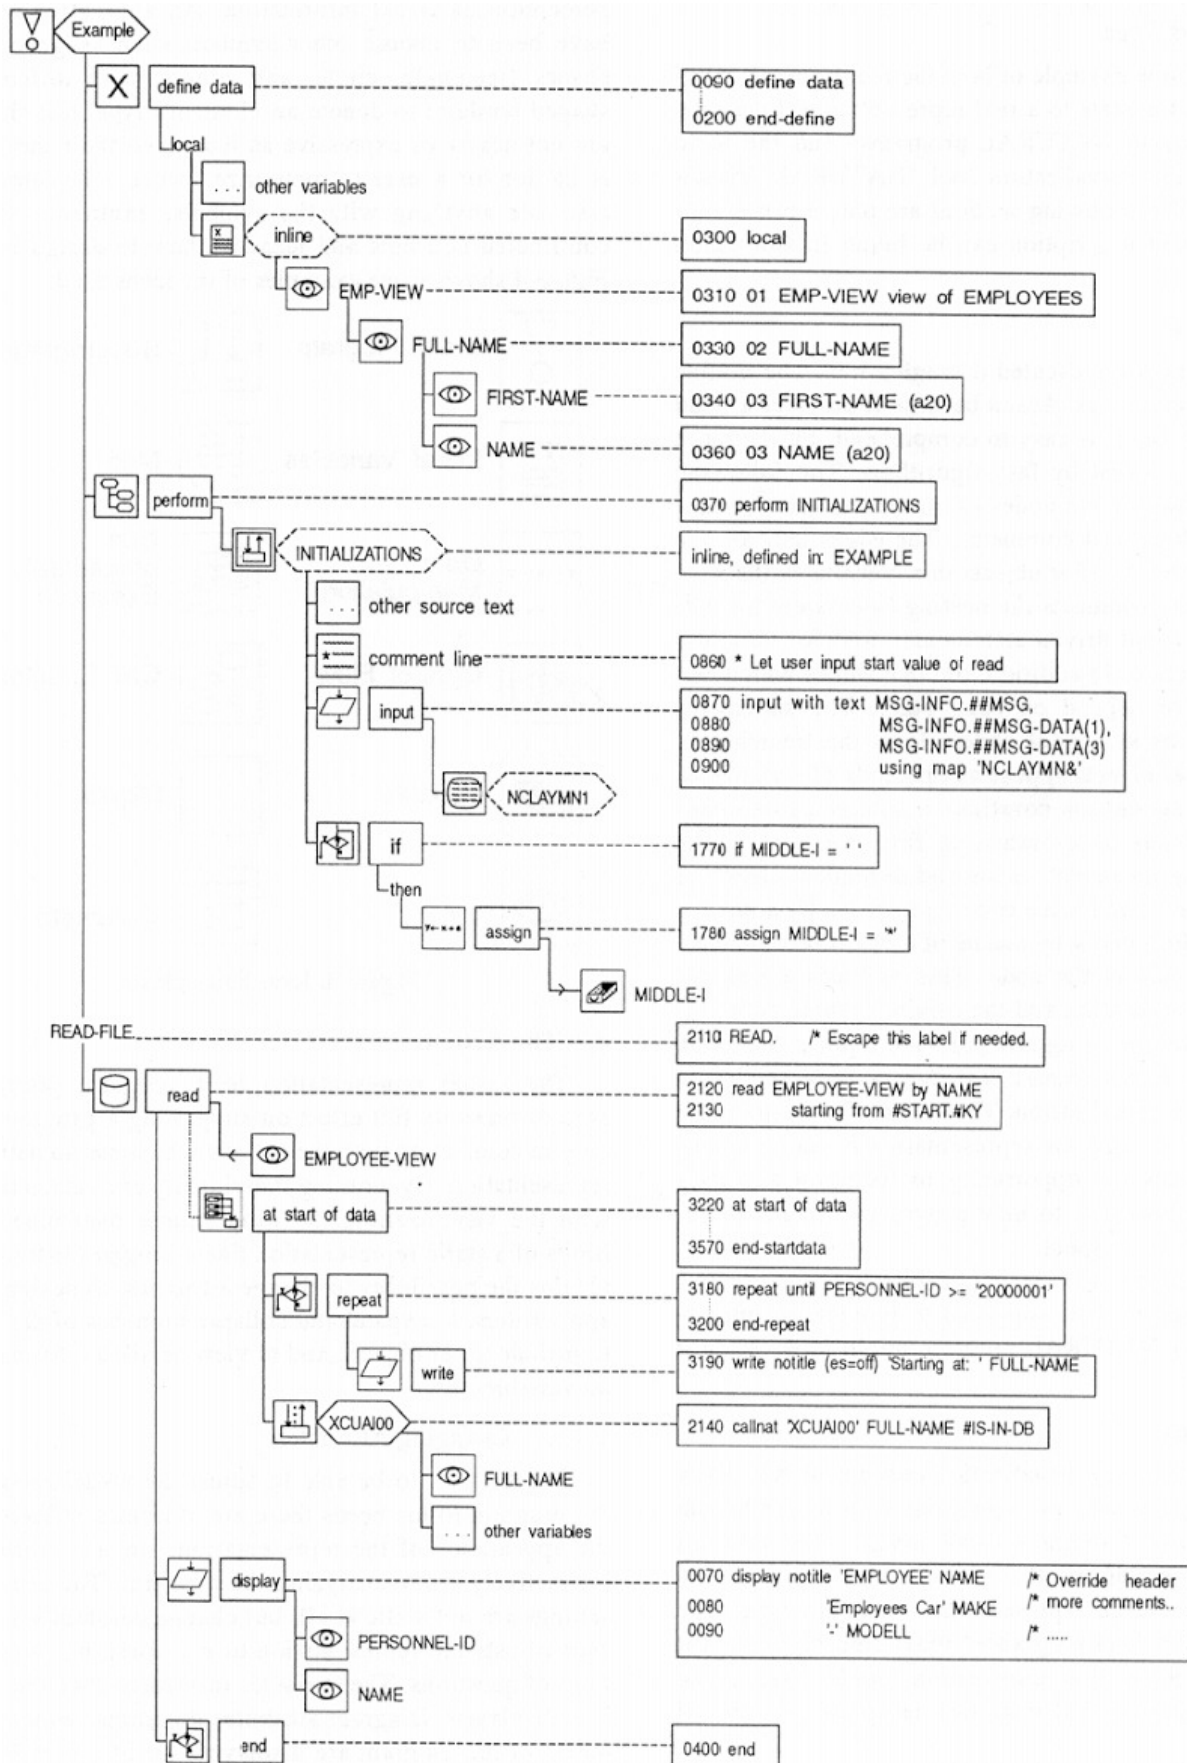 Example
X define data 0090 define data
0200 end-define
local
... other variables
x inline 0300 local
EMP-VIEW 0310 01 EMP-VIEW view of EMPLOYEES
FULL-NAME 0330 02 FULL-NAME
FIRST-NAME 0340 03 FIRST-NAME (a20)
NAME 0360 03 NAME (a20)
perform 0370 perform INITIALIZATIONS
INITIALIZATIONS inline, defined in: EXAMPLE
... other source text
* comment line 0860 * Let user input start value of read
input 0870 input with text MSG-INFO.##MSG,
0880 MSG-INFO.##MSG-DATA(1),
0890 MSG-INFO.##MSG-DATA(3)
0900 using map 'NCLAYMN&'
NCLAYMN1
if 1770 if MIDDLE-I = ' '
then
assign 1780 assign MIDDLE-I = '*'
MIDDLE-I
READ-FILE 2110 READ. /* Escape this label if needed.
read 2120 read EMPLOYEE-VIEW by NAME
2130 starting from #START.#KY
EMPLOYEE-VIEW
at start of data 3220 at start of data
3570 end-startdata
repeat 3180 repeat until PERSONNEL-ID >= '20000001'
3200 end-repeat
write 3190 write notitle (es=off) 'Starting at: ' FULL-NAME
XCUAI00 2140 callnat 'XCUAI00' FULL-NAME #IS-IN-DB
FULL-NAME
... other variables
display 0070 display notitle 'EMPLOYEE' NAME /* Override header
0080 'Employees Car' MAKE /* more comments..
0090 '-' MODELL /* .....
PERSONNEL-ID
NAME
end 0400 end